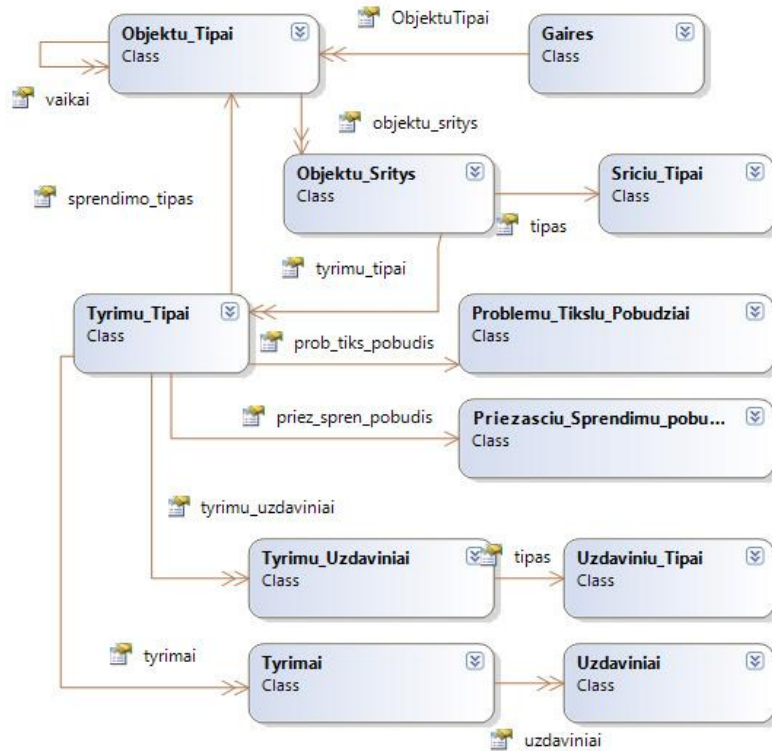 ObjektuTipai
Objektu_Tipai
Class
Gaires
Class
vaikai
objektu_sritys
Objektu_Sritys
Class
Sriciu_Tipai
Class
sprendimo_tipas
tipas
tyrimu_tipai
Tyrimu_Tipai
Class
Problemu_Tikslu_Pobudziai
Class
prob_tiks_pobudis
priez_spren_pobudis
Priezasciu_Sprendimu_pobu...
Class
tyrimu_uzdaviniai
Tyrimu_Uzdaviniai
Class
tipas
Uzdaviniu_Tipai
Class
tyrimai
Tyrimai
Class
Uzdaviniai
Class
uzdaviniai